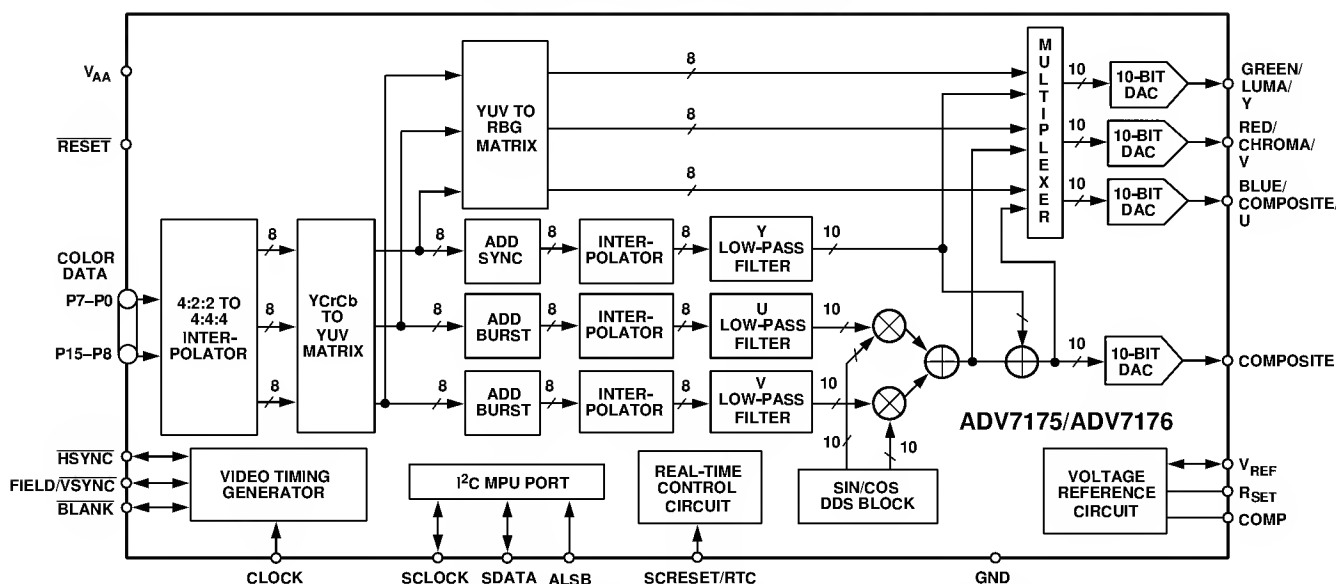 V_AA
RESET
COLOR
DATA
P7–P0
P15–P8
HSYNC
FIELD/VSYNC
BLANK
4:2:2 TO
4:4:4
INTER-
POLATOR
8
8
8
YCrCb
TO
YUV
MATRIX
YUV TO
RBG
MATRIX
8
8
8
8
ADD
SYNC
8
INTER-
POLATOR
8
Y
LOW-PASS
FILTER
10
8
ADD
BURST
8
INTERPOLATOR
8
U
LOW-PASS
FILTER
10
8
ADD
BURST
8
INTERPOLATOR
8
V
LOW-PASS
FILTER
10
10
10
SIN/COS
DDS BLOCK
MULTIPLEXER
10
10-BIT
DAC
GREEN/
LUMA/
Y
10
10-BIT
DAC
RED/
CHROMA/
V
10
10-BIT
DAC
BLUE/
COMPOSITE/
U
10
10-BIT
DAC
COMPOSITE
ADV7175/ADV7176
VIDEO TIMING
GENERATOR
I²C MPU PORT
REAL-TIME
CONTROL
CIRCUIT
VOLTAGE
REFERENCE
CIRCUIT
V_REF
R_SET
COMP
CLOCK
SCLOCK
SDATA
ALSB
SCRESET/RTC
GND